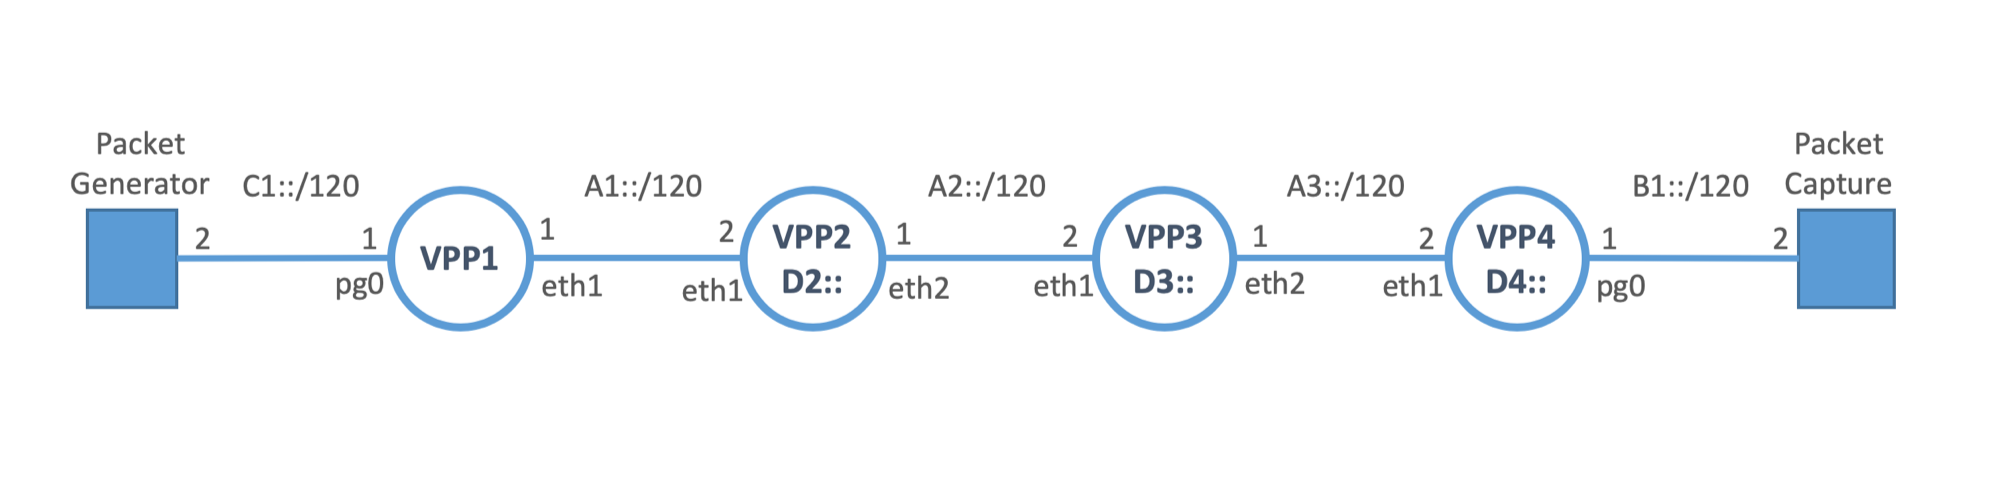 Packet
Generator
C1::/120
2
1
pg0
VPP1
1
eth1
A1::/120
2
eth1
VPP2
D2::
1
eth2
A2::/120
2
eth1
VPP3
D3::
1
eth2
A3::/120
2
eth1
VPP4
D4::
1
pg0
B1::/120
2
Packet
Capture